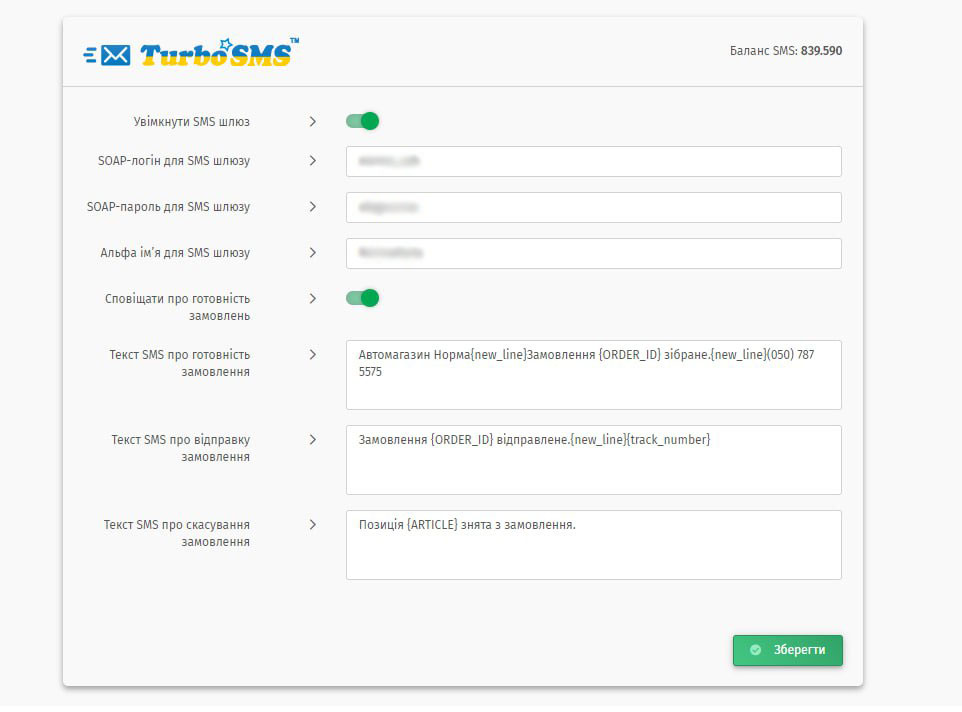 TurboSMS™
Баланс SMS: 839.590
Увімкнути SMS шлюз
SOAP-логін для SMS шлюзу
SOAP-пароль для SMS шлюзу
Альфа ім’я для SMS шлюзу
Сповіщати про готовність
замовлень
Текст SMS про готовність
замовлення
Автомагазин Норма{new_line}Замовлення {ORDER_ID} зібране.{new_line}(050) 787
5575
Текст SMS про відправку
замовлення
Замовлення {ORDER_ID} відправлене.{new_line}{track_number}
Текст SMS про скасування
замовлення
Позиція {ARTICLE} знята з замовлення.
Зберегти